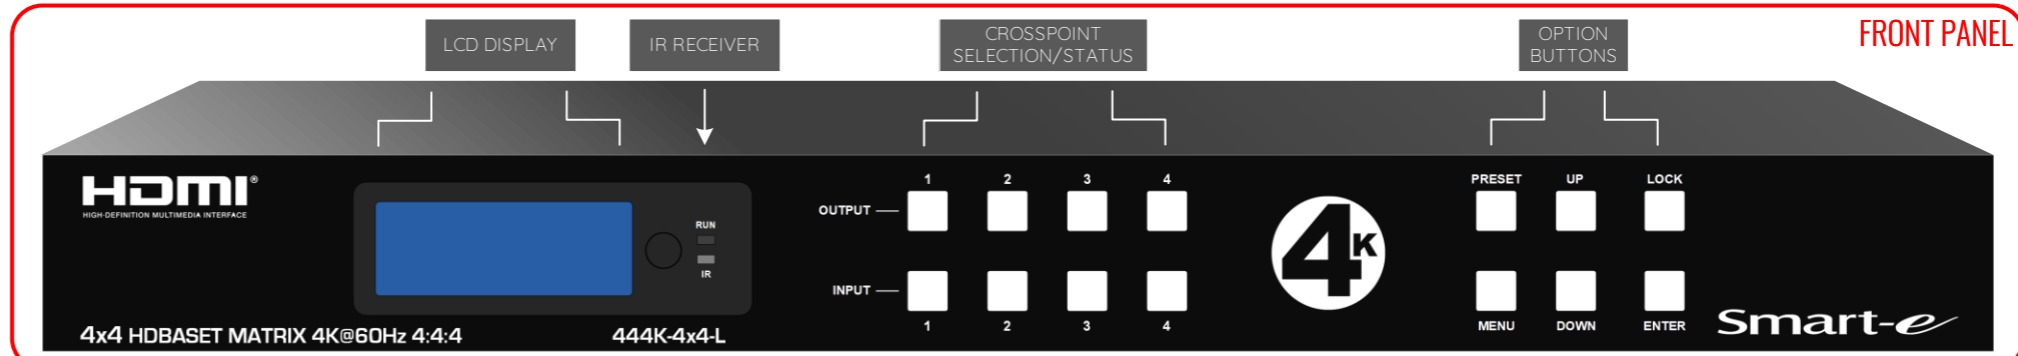 FRONT PANEL
LCD DISPLAY
IR RECEIVER
CROSSPOINT
SELECTION/STATUS
OPTION
BUTTONS
HDMI®
HIGH-DEFINITION MULTIMEDIA INTERFACE
RUN
IR
1 2 3 4
OUTPUT
INPUT
1 2 3 4
4K
PRESET UP LOCK
MENU DOWN ENTER
4x4 HDBASET MATRIX 4K@60Hz 4:4:4
444K-4x4-L
Smart-e